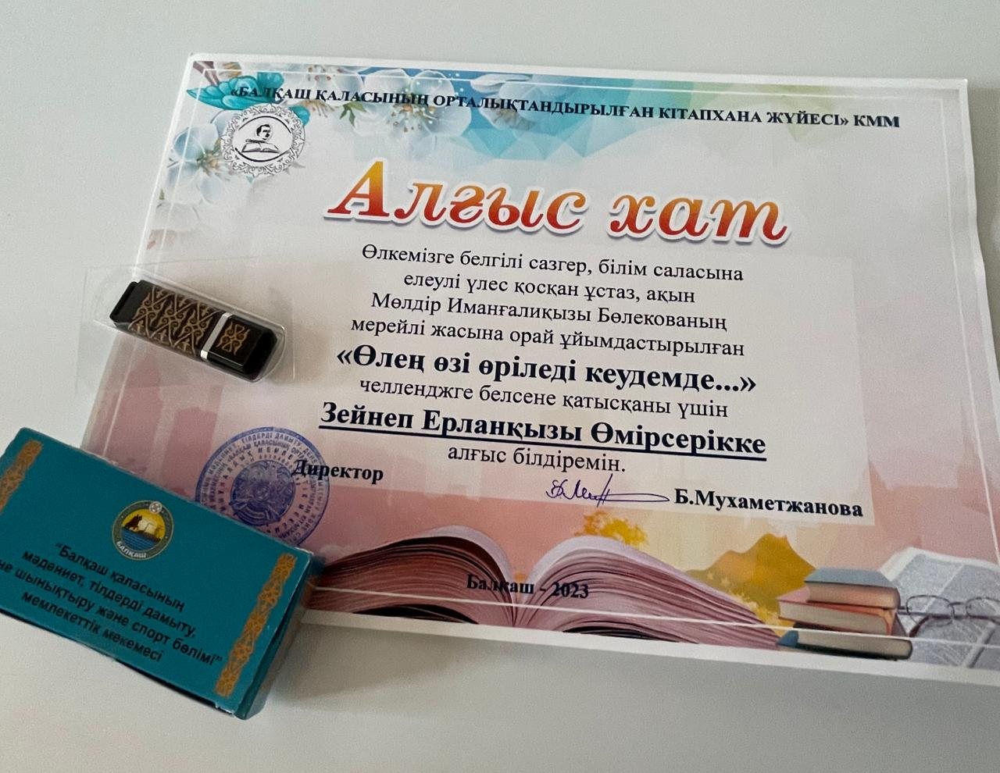 «БАЛҚАШ ҚАЛАСЫНЫҢ ОРТАЛЫҚТАНДЫРЫЛҒАН КІТАПХАНА ЖҮЙЕСІ» КММ
Алғыс хат
Өлкемізге белгілі сазгер, білім саласына
елеулі үлес қосқан ұстаз, ақын
Мөлдір Иманғалиқызы Бөлекованың
мерейлі жасына орай ұйымдастырылған
«Өлең өзі өріледі кеудемде...»
челленджге белсене қатысқаны үшін
Зейнеп Ерланқызы Өмірсерікке
алғыс білдіремін.
Директор
Б.Мухаметжанова
Балқаш - 2023
БАЛҚАШ
"Балқаш қаласының
мәдениет, тілдерді дамыту,
не шынықтыру және спорт бөлімі"
мемлекеттік мекемесі